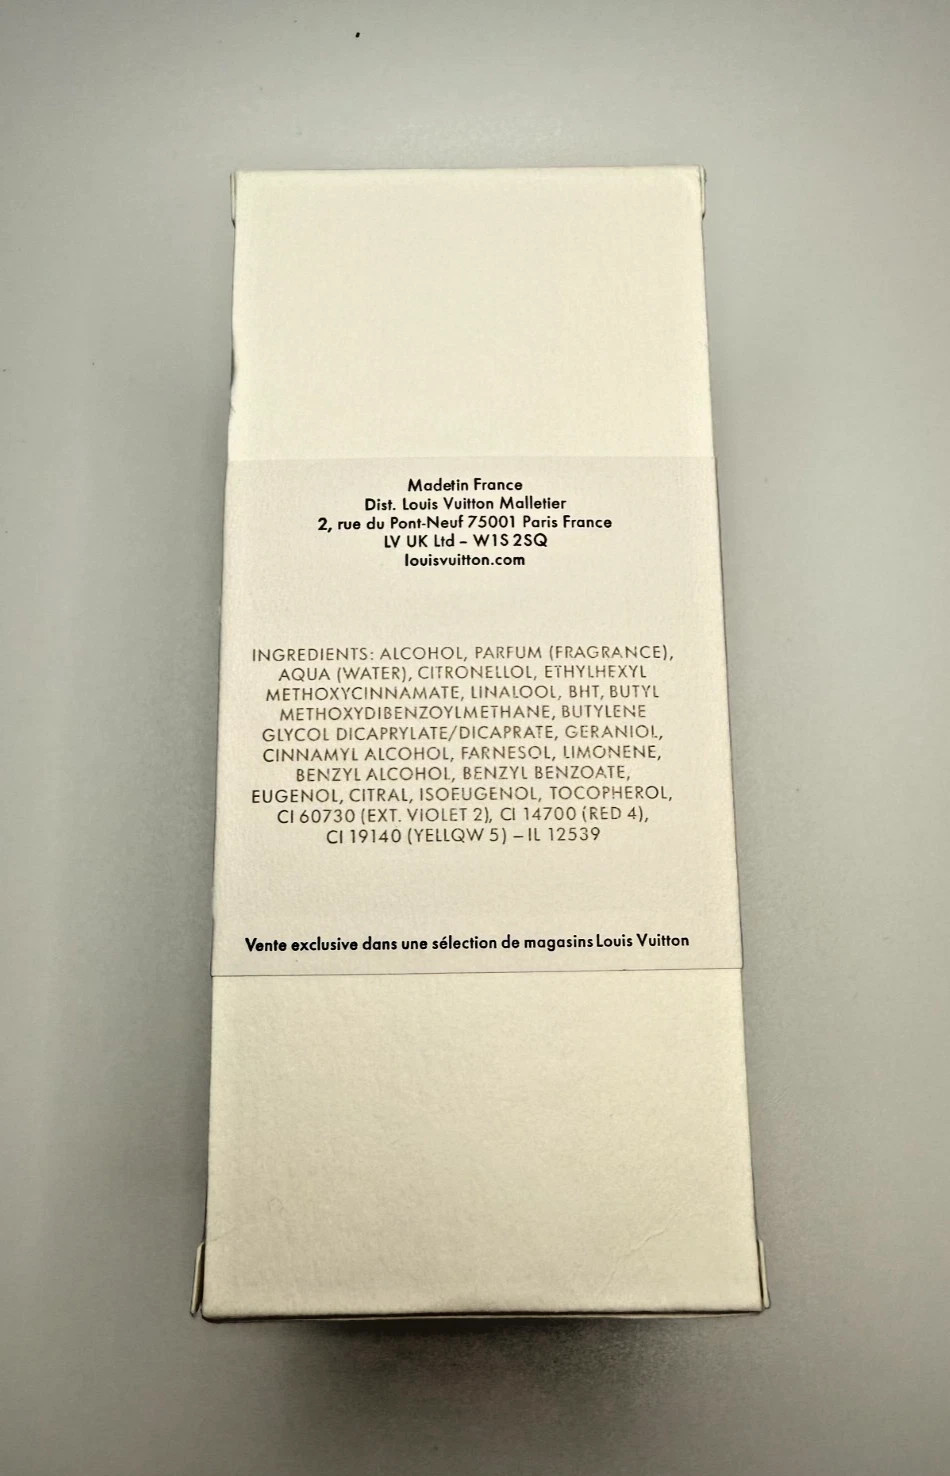 Madetin France
Dist. Louis Vuitton Malletier
2, rue du Pont-Neuf 75001 Paris France
LV UK Ltd – W1S 2SQ
louisvuitton.com
INGREDIENTS: ALCOHOL, PARFUM (FRAGRANCE),
AQUA (WATER), CITRONELLOL, ETHYLHEXYL
METHOXYCINNAMATE, LINALOOL, BHT, BUTYL
METHOXYDIBENZOYLMETHANE, BUTYLENE
GLYCOL DICAPRYLATE/DICAPRATE, GERANIOL,
CINNAMYL ALCOHOL, FARNESOL, LIMONENE,
BENZYL ALCOHOL, BENZYL BENZOATE,
EUGENOL, CITRAL, ISOEUGENOL, TOCOPHEROL,
CI 60730 (EXT. VIOLET 2), CI 14700 (RED 4),
CI 19140 (YELLQW 5) – IL 12539
Vente exclusive dans une sélection de magasins Louis Vuitton